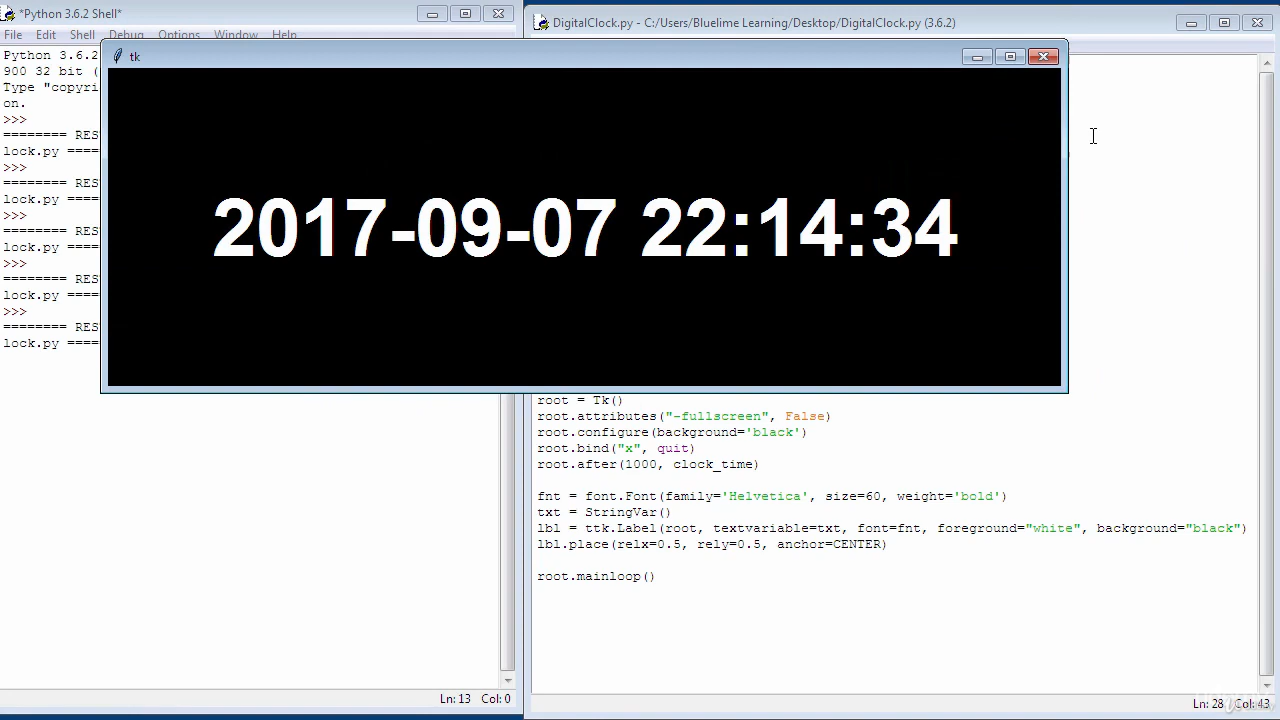 *Python 3.6.2 Shell*
File Edit Shell Debug Options Window Help
Python 3.6.2
900 32 bit (
Type "copyri
on.
>>>
======== RES
lock.py ====
>>>
======== RES
lock.py ====
>>>
======== RES
lock.py ====
>>>
======== RES
lock.py ====
>>>
======== RES
lock.py ====
Ln: 13 Col: 0
DigitalClock.py - C:/Users/Bluelime Learning/Desktop/DigitalClock.py (3.6.2)
tk
2017-09-07 22:14:34
root = Tk()
root.attributes("-fullscreen", False)
root.configure(background='black')
root.bind("x", quit)
root.after(1000, clock_time)
fnt = font.Font(family='Helvetica', size=60, weight='bold')
txt = StringVar()
lbl = ttk.Label(root, textvariable=txt, font=fnt, foreground="white", background="black")
lbl.place(relx=0.5, rely=0.5, anchor=CENTER)
root.mainloop()
Ln: 28 Col: 43